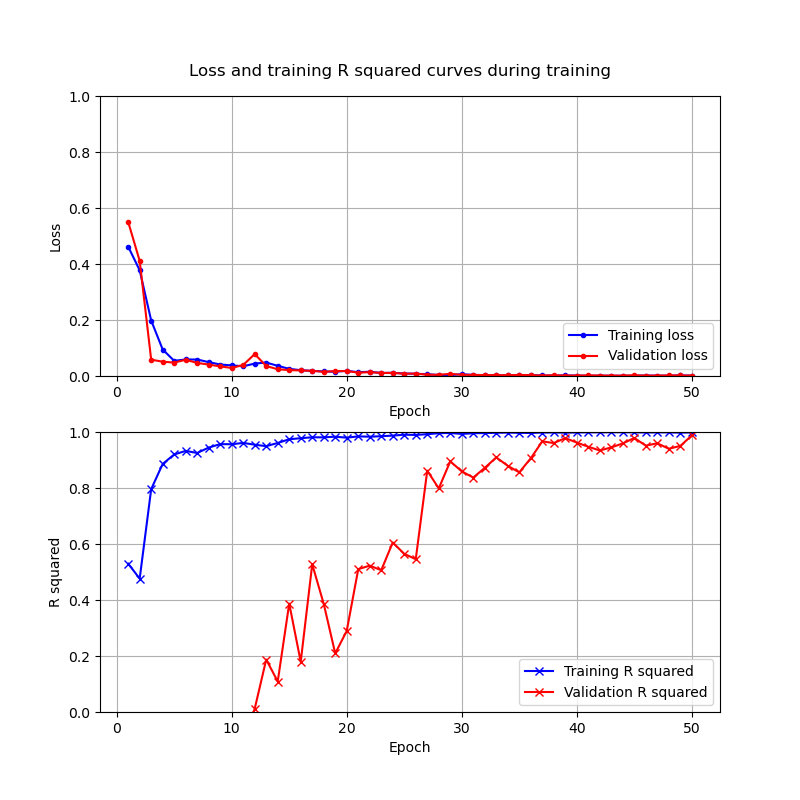 Loss and training R squared curves during training
1.0
0.8
0.6
0.4
0.2
0.0
Loss
0 10 20 30 40 50
Epoch
Training loss
Validation loss
1.0
0.8
0.6
0.4
0.2
0.0
R squared
0 10 20 30 40 50
Epoch
Training R squared
Validation R squared